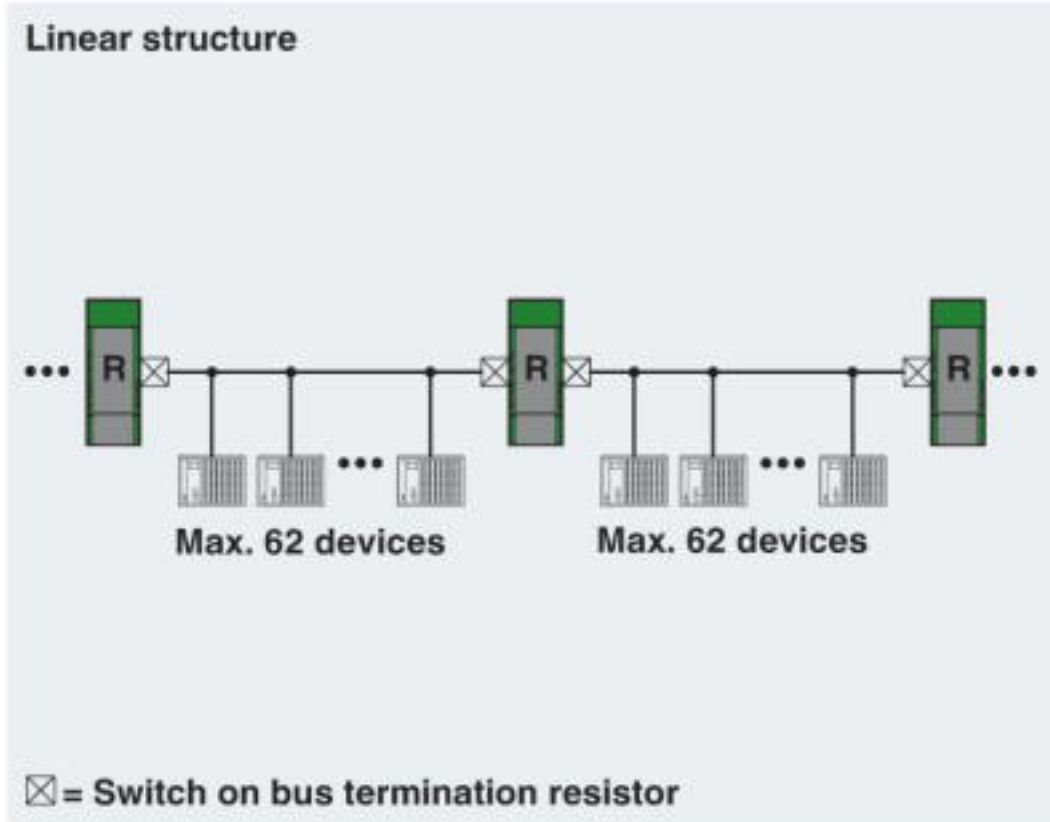 Linear structure
R R R
Max. 62 devices Max. 62 devices
= Switch on bus termination resistor